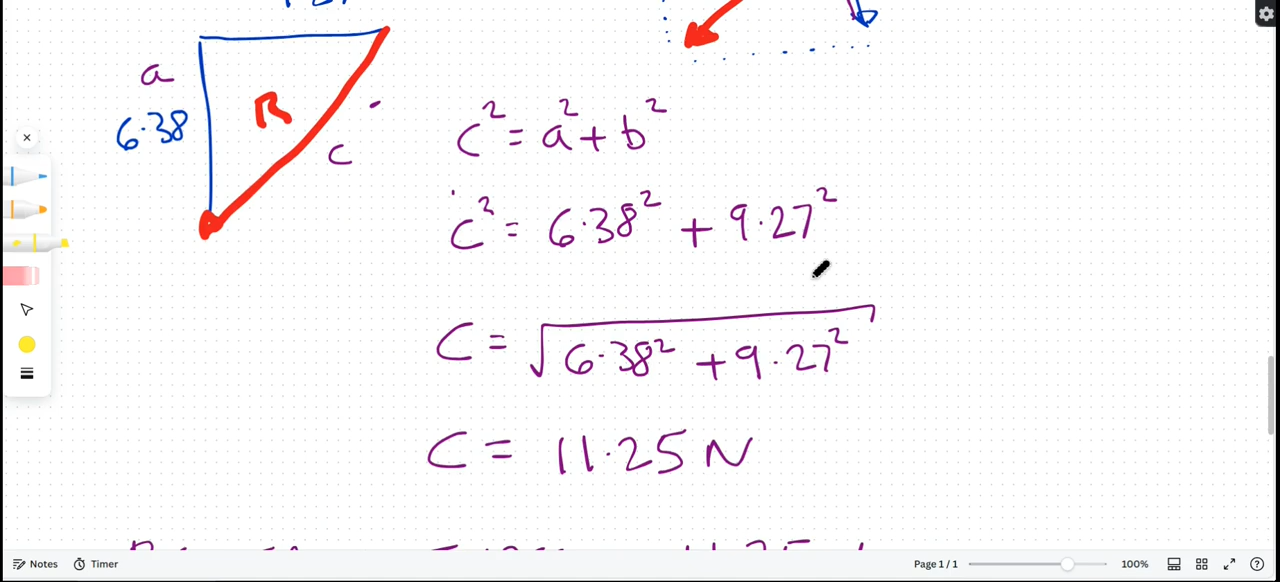 a
6.38
R
c
b
c² = a² + b²
c² = 6.38² + 9.27²
C = √6.38² + 9.27²
C = 11.25 N
Notes
Timer
Page 1 / 1
100%